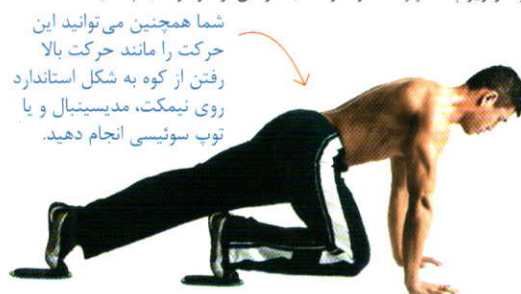 شما همچنین می‌توانید این
حرکت را مانند حرکت بالا
رفتن از کوه به شکل استاندارد
روی نیمکت، مدیسینبال و یا
توپ سوئیسی انجام دهید.